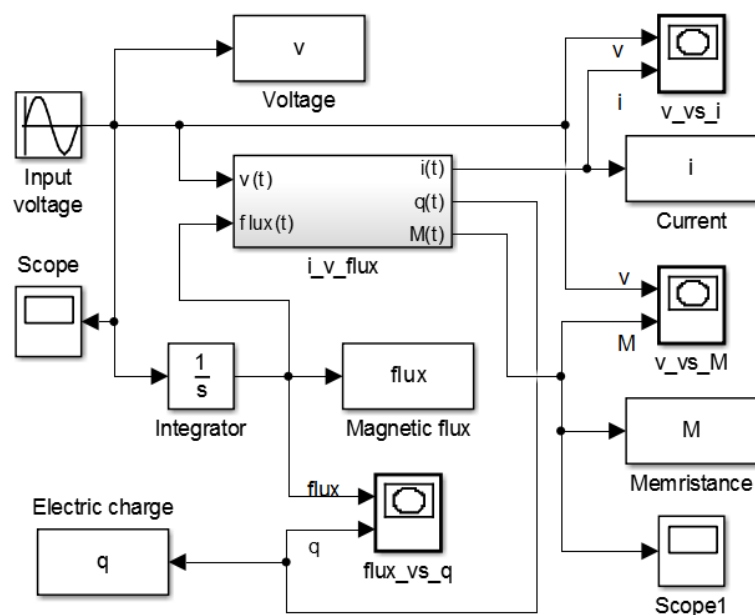 v
Voltage
v
i
v_vs_i
Input
voltage
v(t)
flux(t)
i(t)
q(t)
M(t)
i_v_flux
i
Current
Scope
v
M
v_vs_M
1
s
Integrator
flux
Magnetic flux
M
Memristance
Electric charge
q
flux
q
flux_vs_q
Scope1